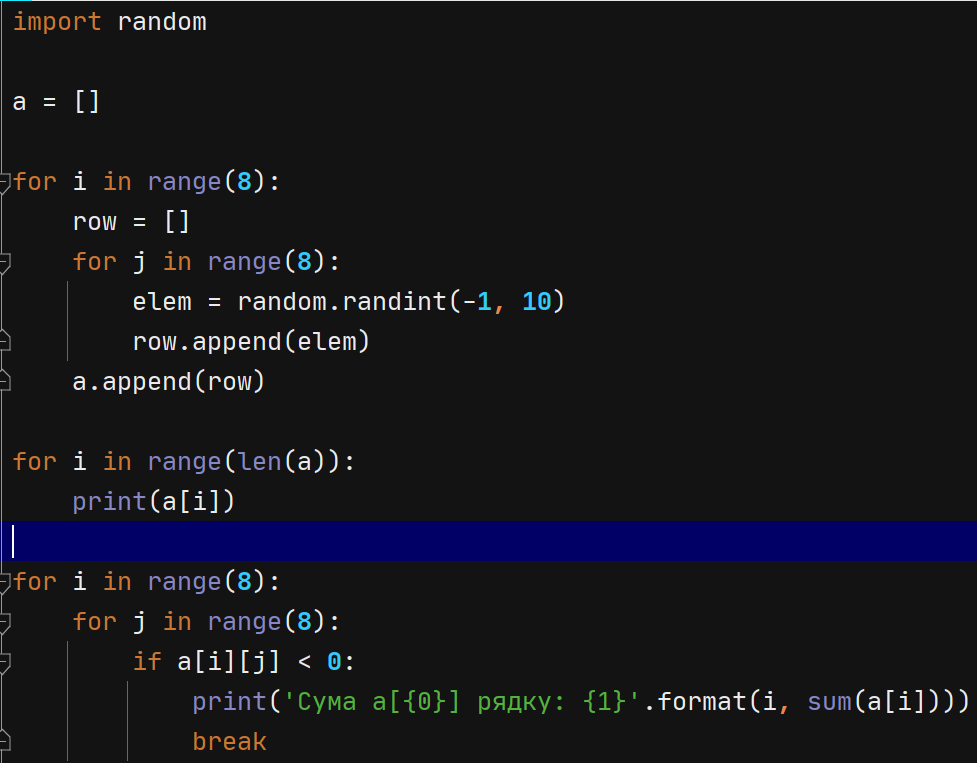 import random
a = []
for i in range(8):
    row = []
    for j in range(8):
        elem = random.randint(-1, 10)
        row.append(elem)
    a.append(row)
for i in range(len(a)):
    print(a[i])
for i in range(8):
    for j in range(8):
        if a[i][j] < 0:
            print('Сума a[{0}] рядку: {1}'.format(i, sum(a[i])))
            break